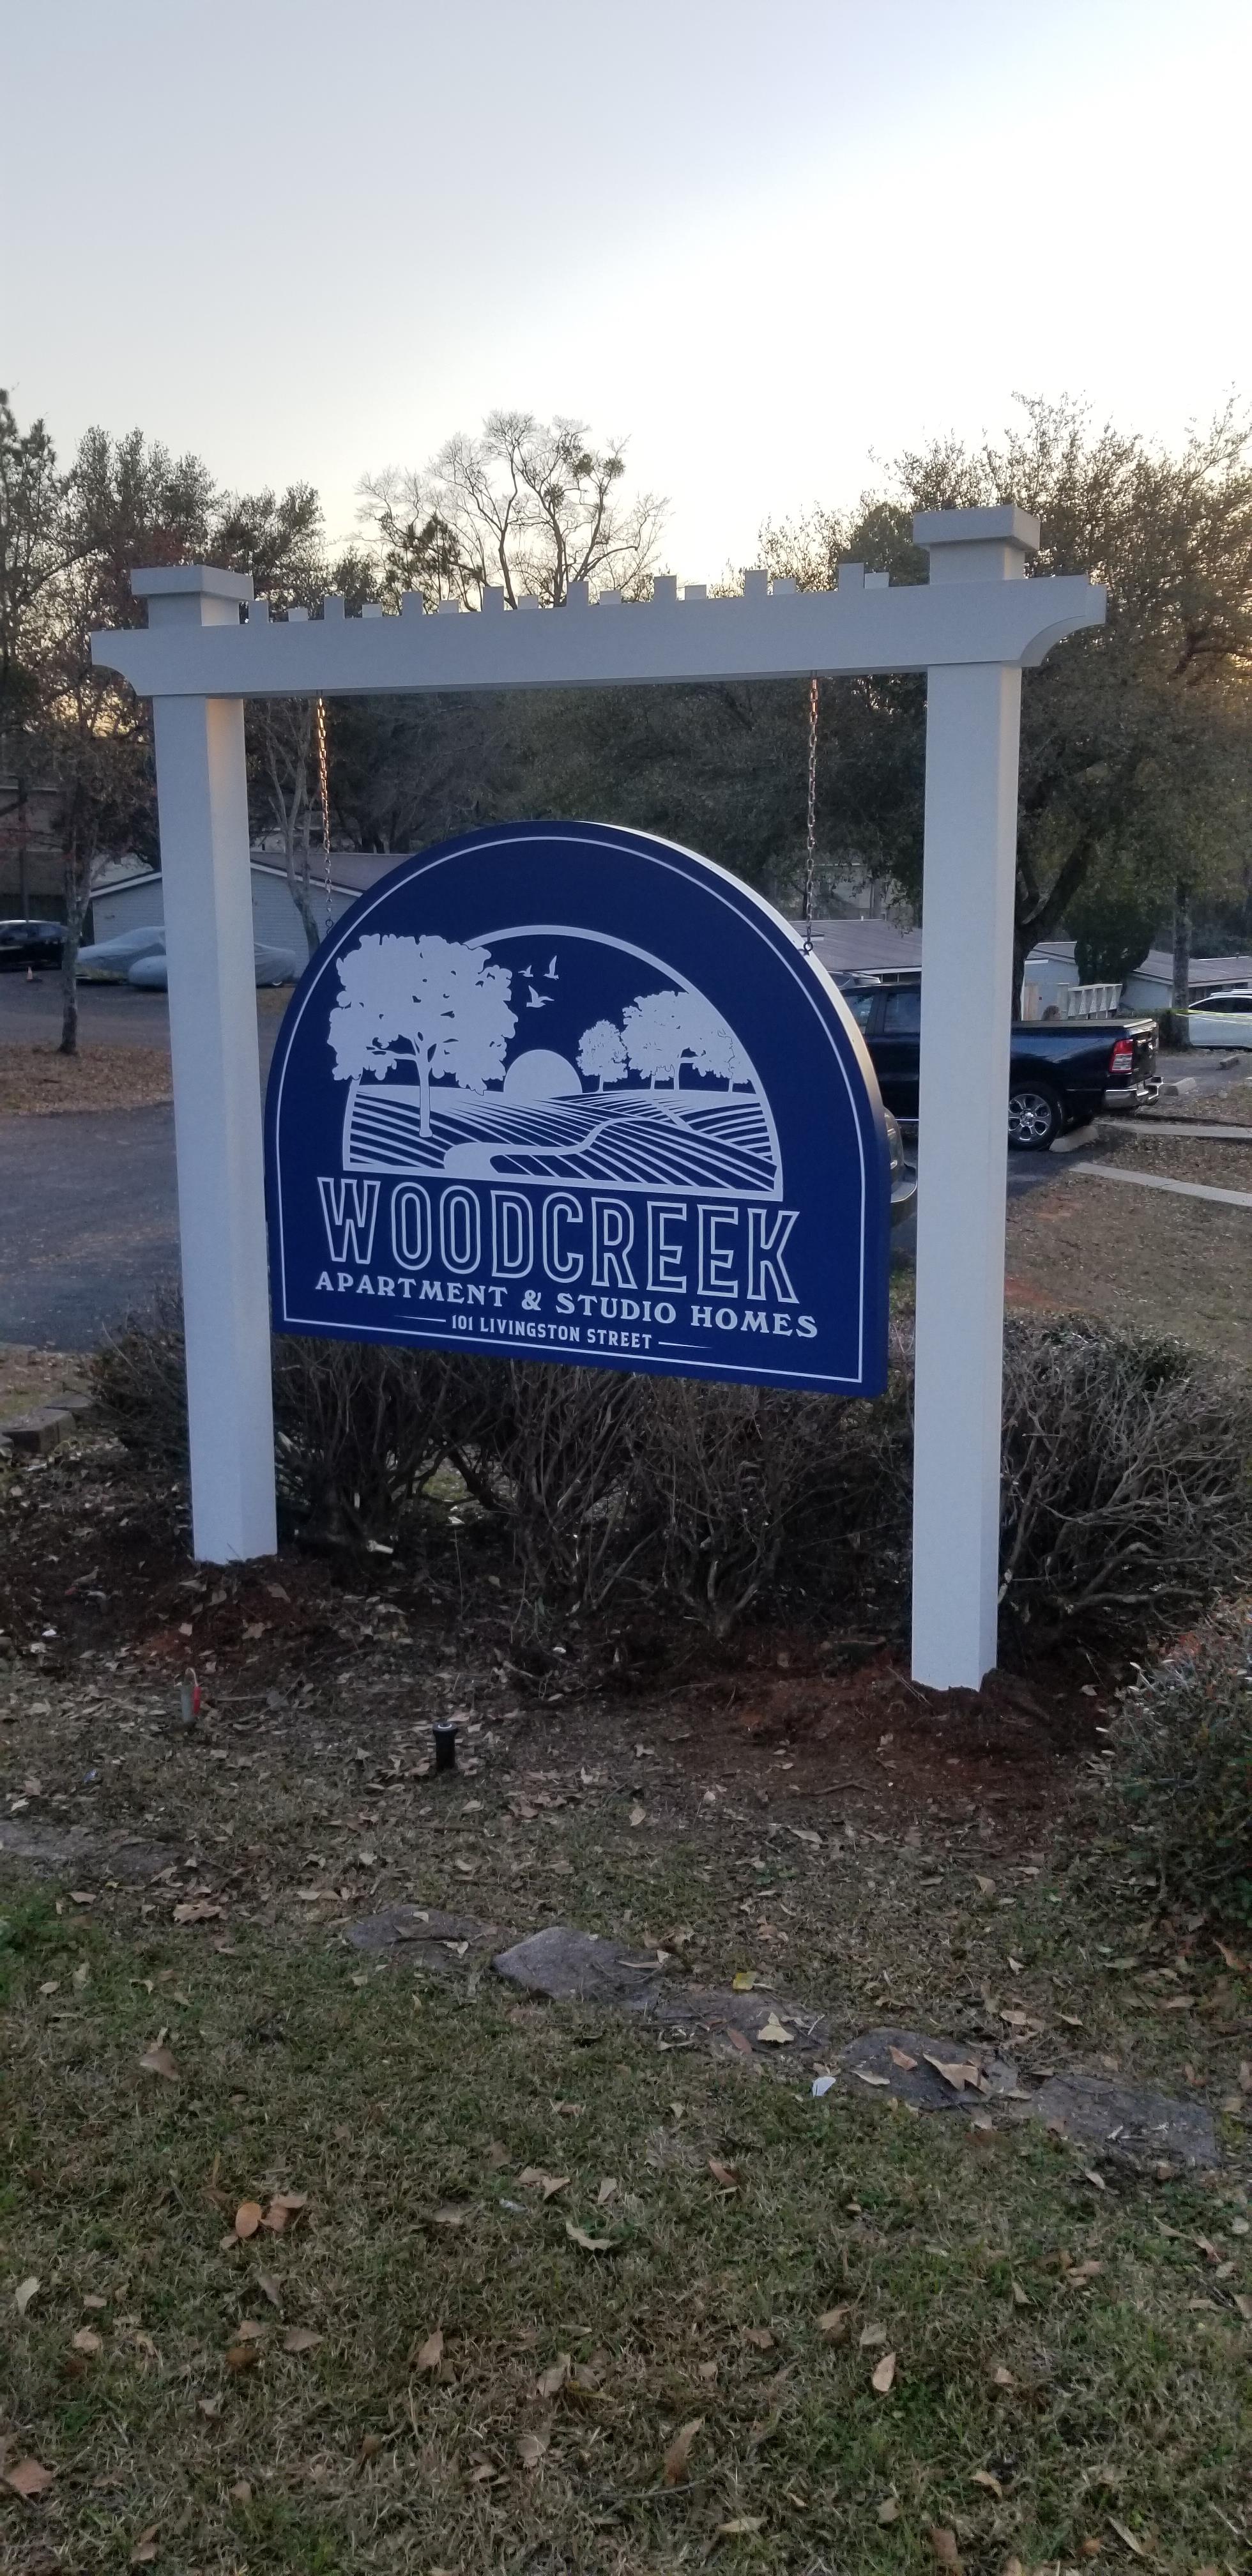 WOODCREEK
APARTMENT & STUDIO HOMES
101 LIVINGSTON STREET